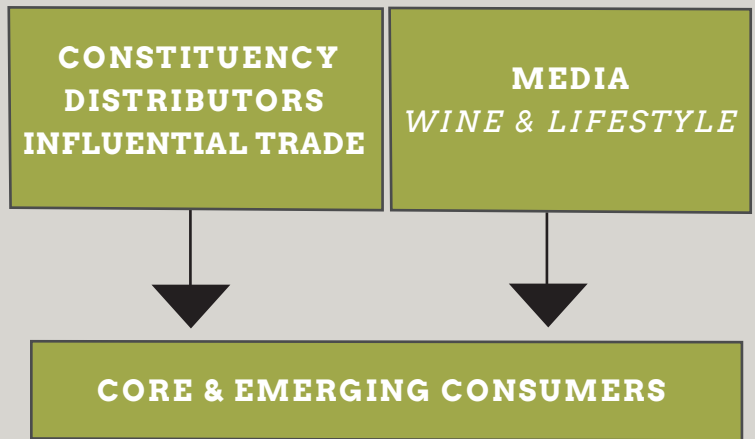 CONSTITUENCY
DISTRIBUTORS
INFLUENTIAL TRADE
MEDIA
WINE & LIFESTYLE
CORE & EMERGING CONSUMERS